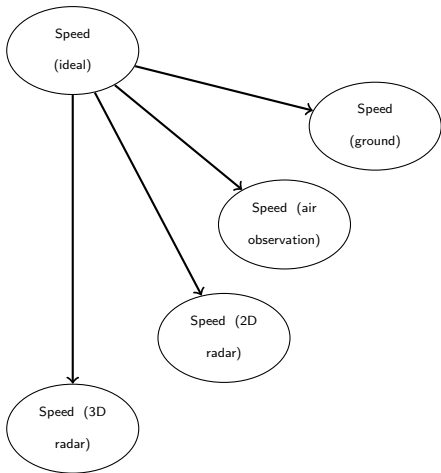 Speed
(ideal)
Speed
(ground)
Speed (air
observation)
Speed (2D
radar)
Speed (3D
radar)